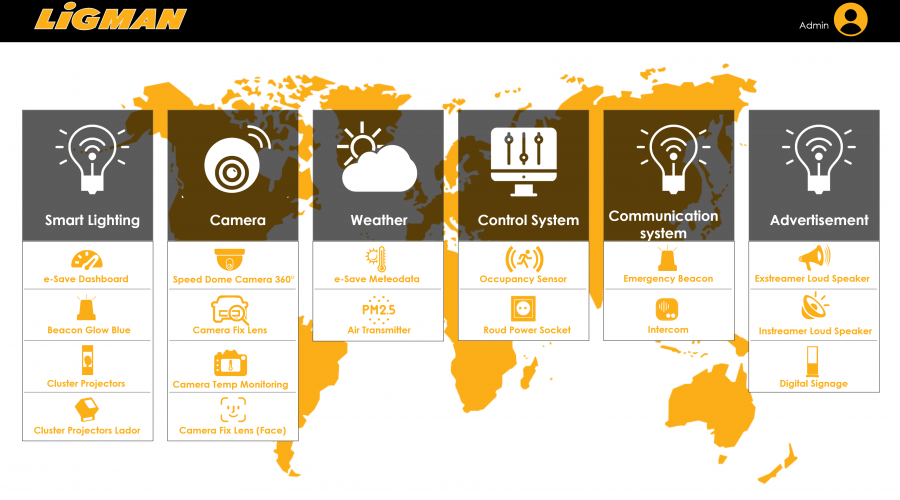 LiGMAN
Admin
Smart Lighting
e-Save Dashboard
Beacon Glow Blue
Cluster Projectors
Cluster Projectors Lador
Camera
Speed Dome Camera 360°
Camera Fix Lens
Camera Temp Monitoring
Camera Fix Lens (Face)
Weather
e-Save Meteodata
PM2.5
Air Transmitter
Control System
Occupancy Sensor
Roud Power Socket
Communication
system
Emergency Beacon
Intercom
Advertisement
Exstreamer Loud Speaker
Instreamer Loud Speaker
Digital Signage